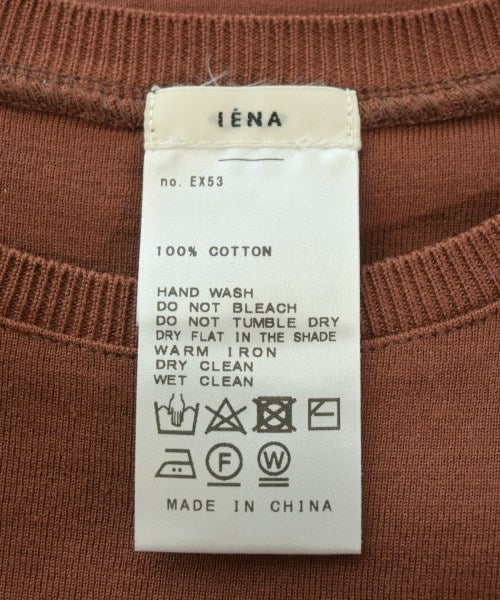 IÉNA
no. EX53
100% COTTON
HAND WASH
DO NOT BLEACH
DO NOT TUMBLE DRY
DRY FLAT IN THE SHADE
WARM IRON
DRY CLEAN
WET CLEAN
F W
MADE IN CHINA